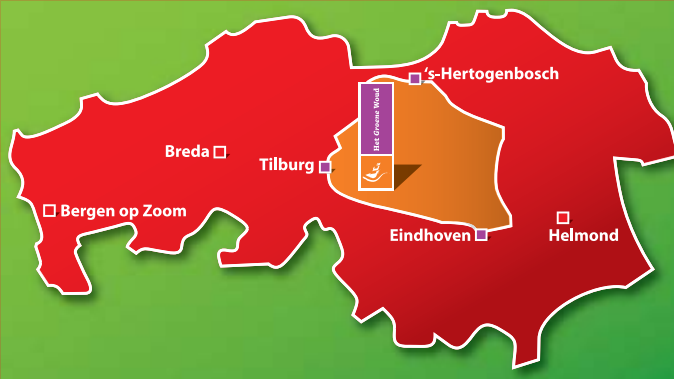 's-Hertogenbosch
Het Groene Woud
Breda
Tilburg
Bergen op Zoom
Eindhoven
Helmond